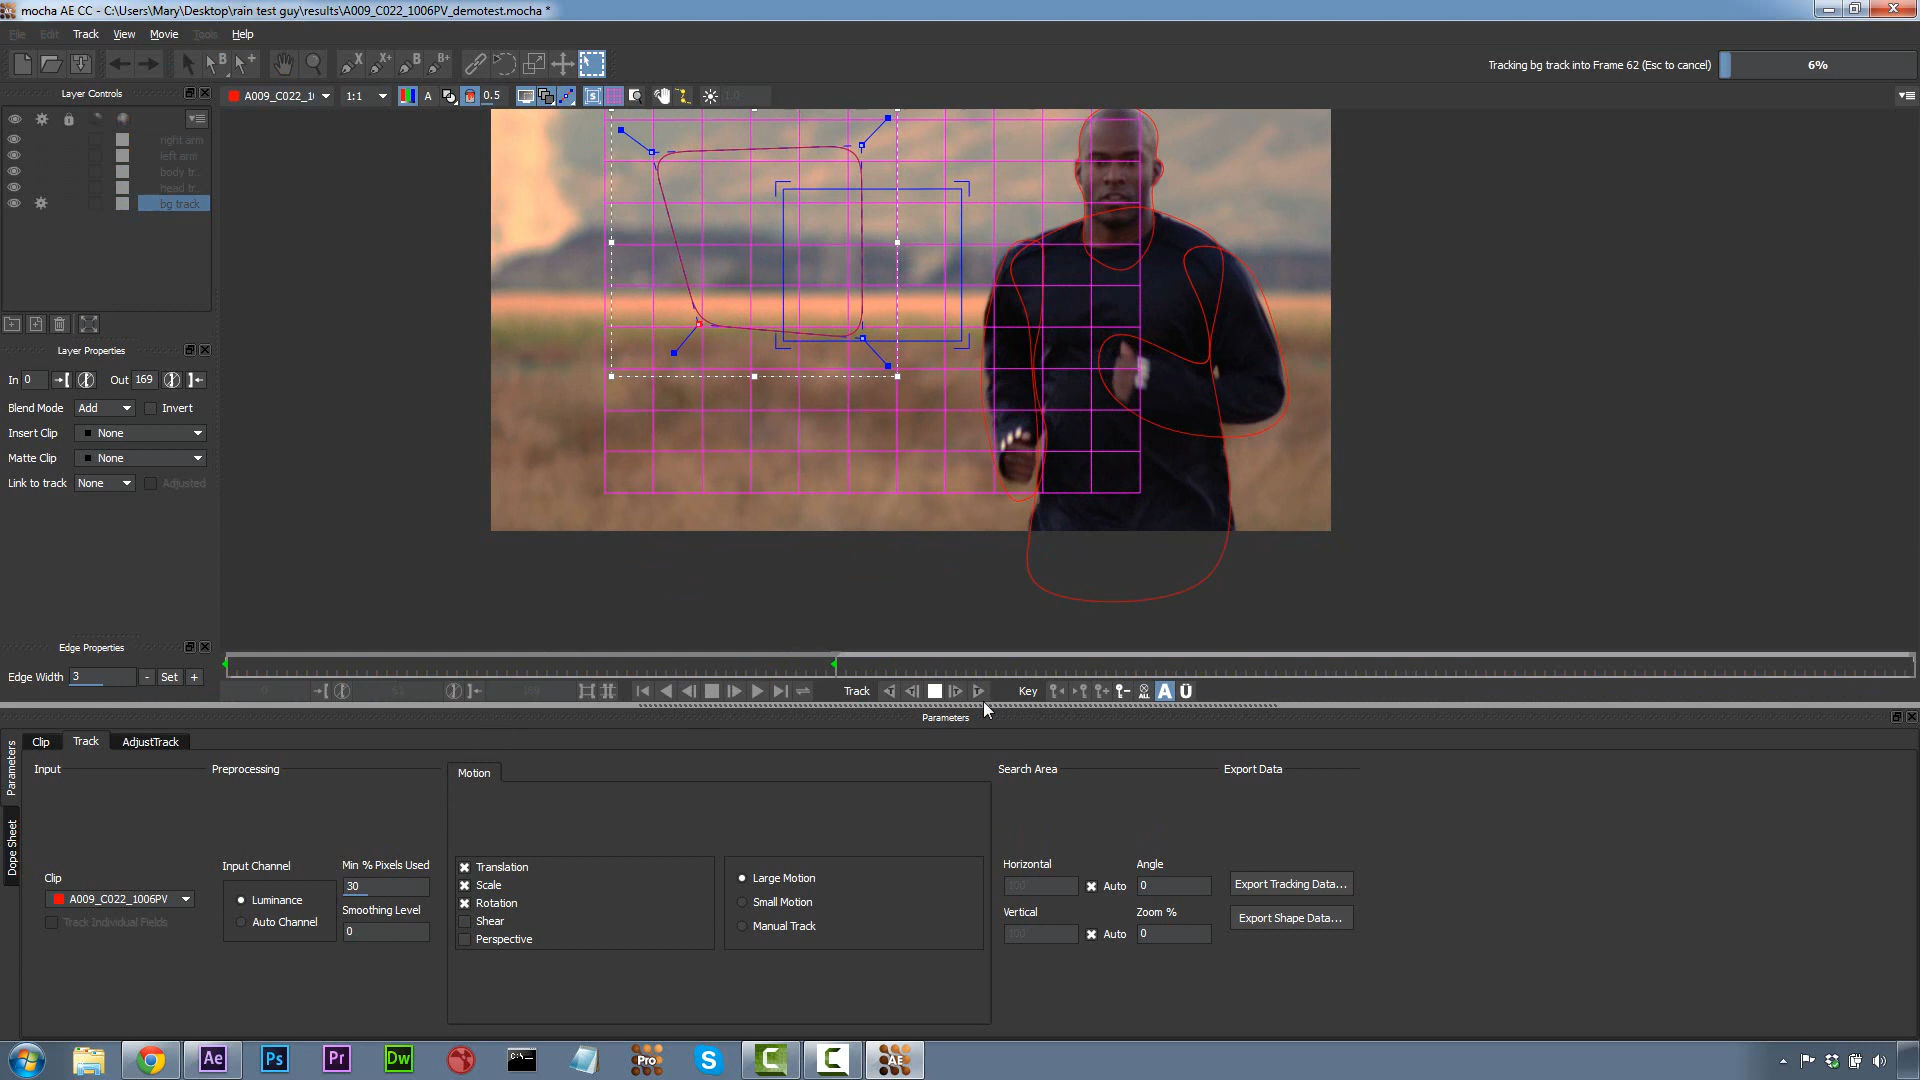 mocha AE CC - C:\Users\Mary\Desktop\rain test guy\results\A009_C022_1006PV_demotest.mocha *
File Edit Track View Movie Tools Help
Tracking bg track into Frame 62 (Esc to cancel) 6%
Layer Controls
A009_C022_1( 1:1 A 0.5 1.0
right arm
left arm
body tr...
head tr...
bg track
Layer Properties
In 0 Out 169
Blend Mode Add Invert
Insert Clip None
Matte Clip None
Link to track None Adjusted
Edge Properties
Edge Width 3 - Set +
0 169 Track Key ALL A Ü
Parameters
Parameters
Dope Sheet
Clip Track AdjustTrack
Input Preprocessing Motion Search Area Export Data
Clip
A009_C022_1006PV
Track Individual Fields
Input Channel
Luminance
Auto Channel
Min % Pixels Used
30
Smoothing Level
0
Translation
Scale
Rotation
Shear
Perspective
Large Motion
Small Motion
Manual Track
Horizontal Angle
100 Auto 0
Vertical Zoom %
100 Auto 0
Export Tracking Data...
Export Shape Data...
Ae Ps Pr Dw C:\ Pro S C C AE